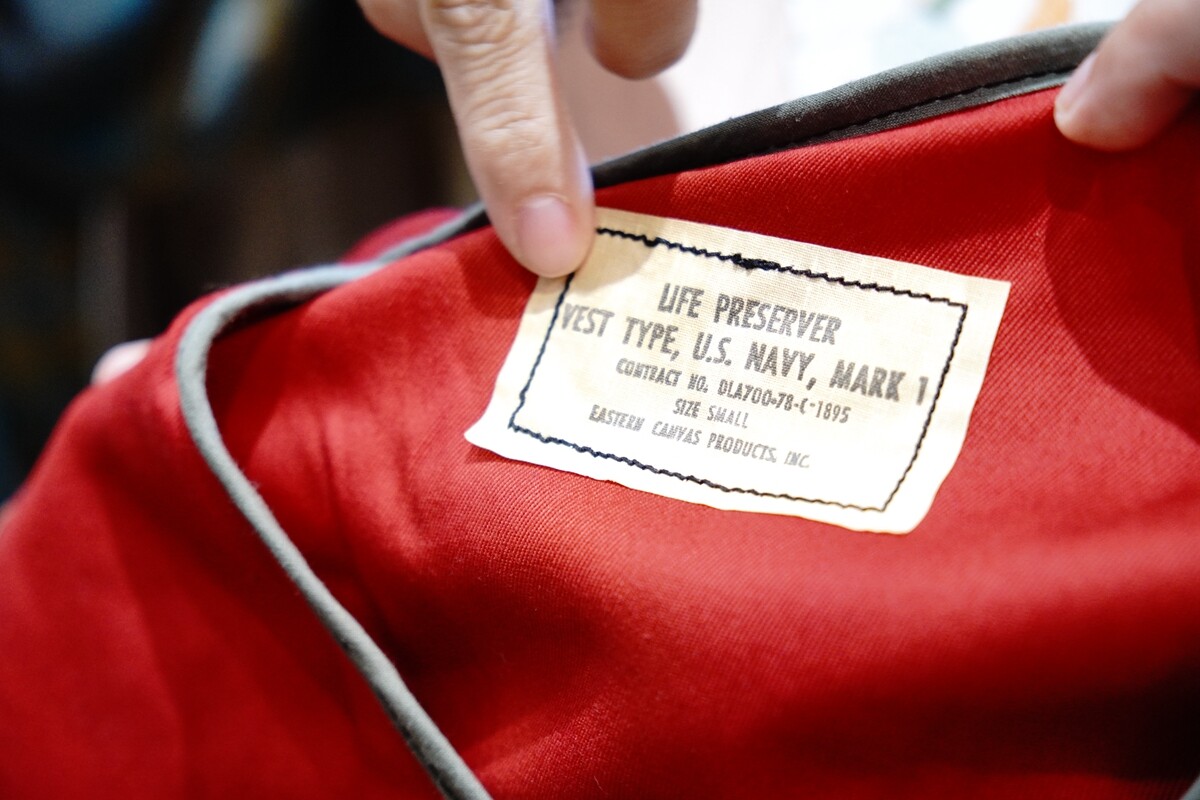 LIFE PRESERVER
VEST TYPE, U.S. NAVY, MARK 1
CONTRACT NO. DLA700-78-C-1895
SIZE SMALL
EASTERN CANVAS PRODUCTS, INC.